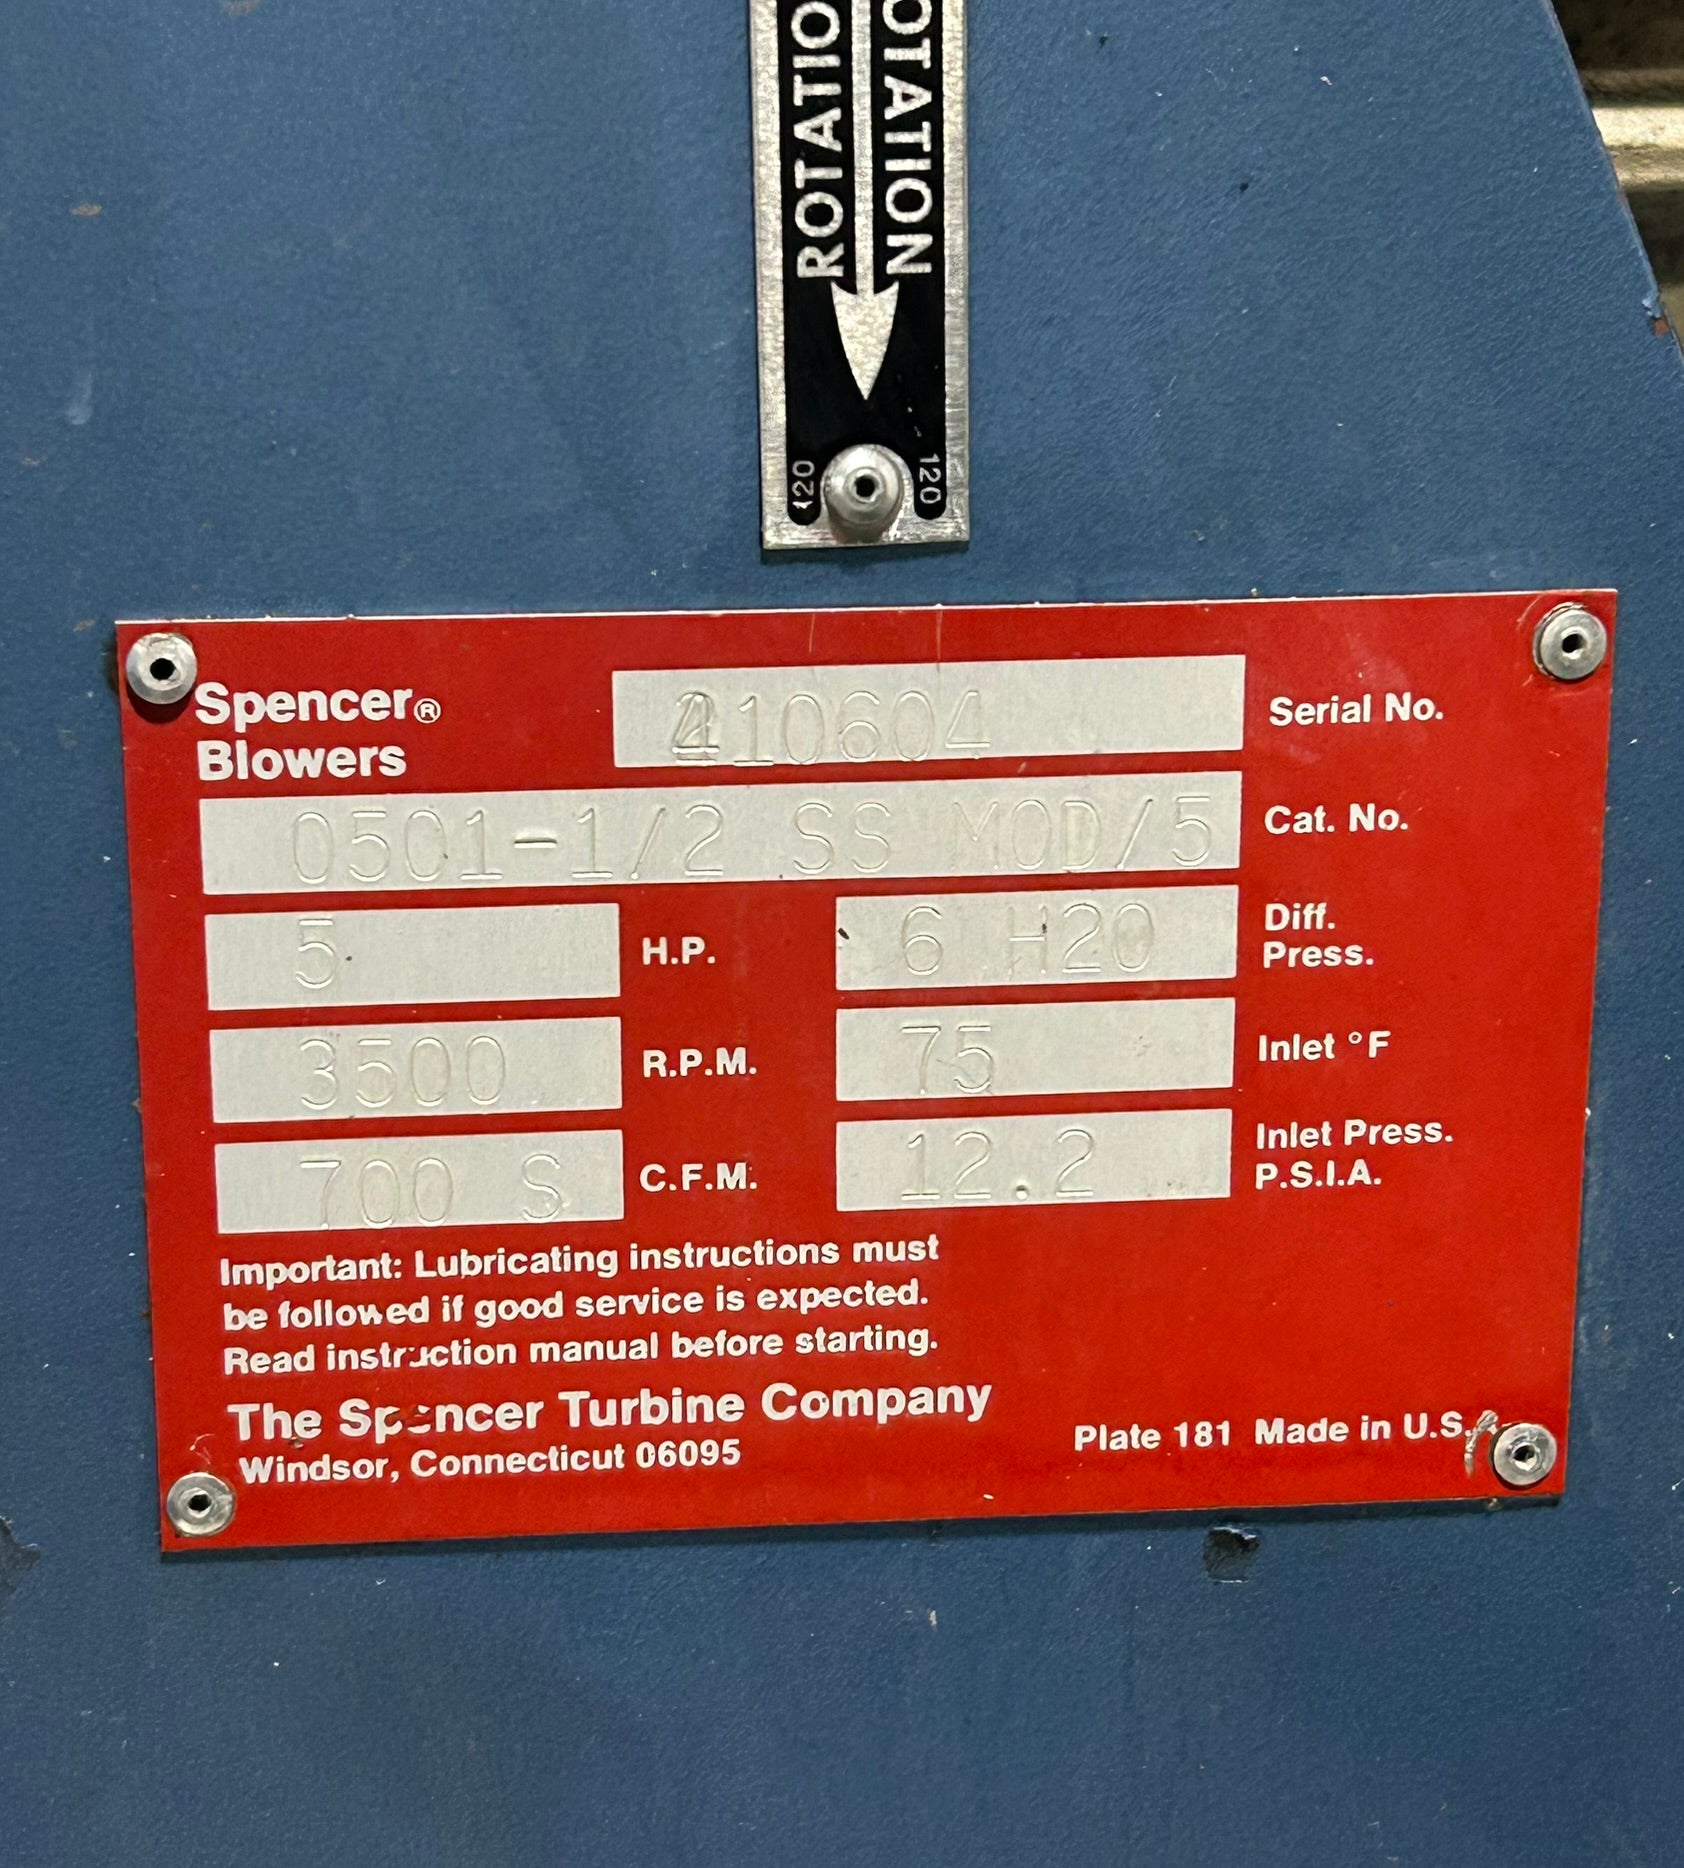 ROTATION
120
120
Spencer®
Blowers
10604 Serial No.
0501-1/2 SS MOD/5 Cat. No.
5 H.P.
6 H20 Diff. Press.
3500 R.P.M.
75 Inlet °F
700 S C.F.M.
12.2 Inlet Press. P.S.I.A.
Important: Lubricating instructions must
be followed if good service is expected.
Read instruction manual before starting.
The Spencer Turbine Company
Windsor, Connecticut 06095
Plate 181 Made in U.S.A.